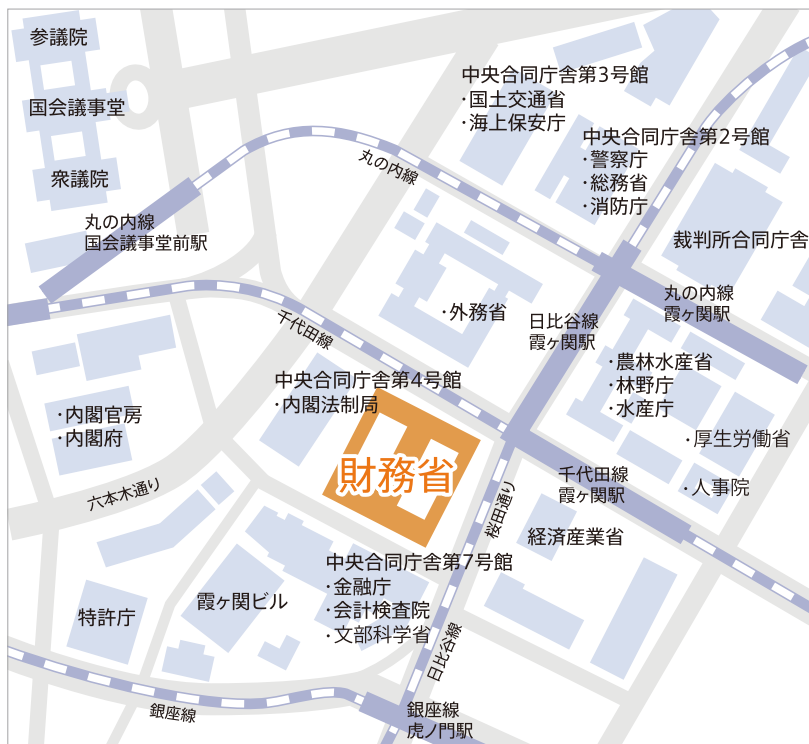 参議院
国会議事堂
衆議院
丸の内線
国会議事堂前駅
中央合同庁舎第3号館
・国土交通省
・海上保安庁
丸の内線
中央合同庁舎第2号館
・警察庁
・総務省
・消防庁
裁判所合同庁舎
丸の内線
霞ヶ関駅
・外務省
日比谷線
霞ヶ関駅
千代田線
・農林水産省
・林野庁
・水産庁
・厚生労働省
・人事院
中央合同庁舎第4号館
・内閣法制局
・内閣官房
・内閣府
財務省
六本木通り
千代田線
霞ヶ関駅
桜田通り
経済産業省
中央合同庁舎第7号館
・金融庁
・会計検査院
・文部科学省
霞ヶ関ビル
特許庁
日比谷線
銀座線
銀座線
虎ノ門駅